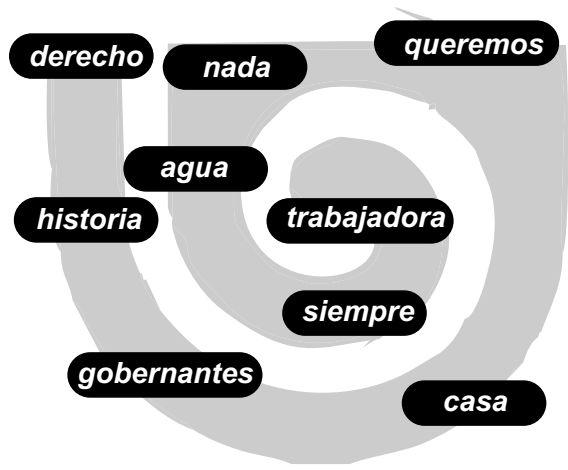 queremos
derecho
nada
agua
historia
trabajadora
siempre
gobernantes
casa